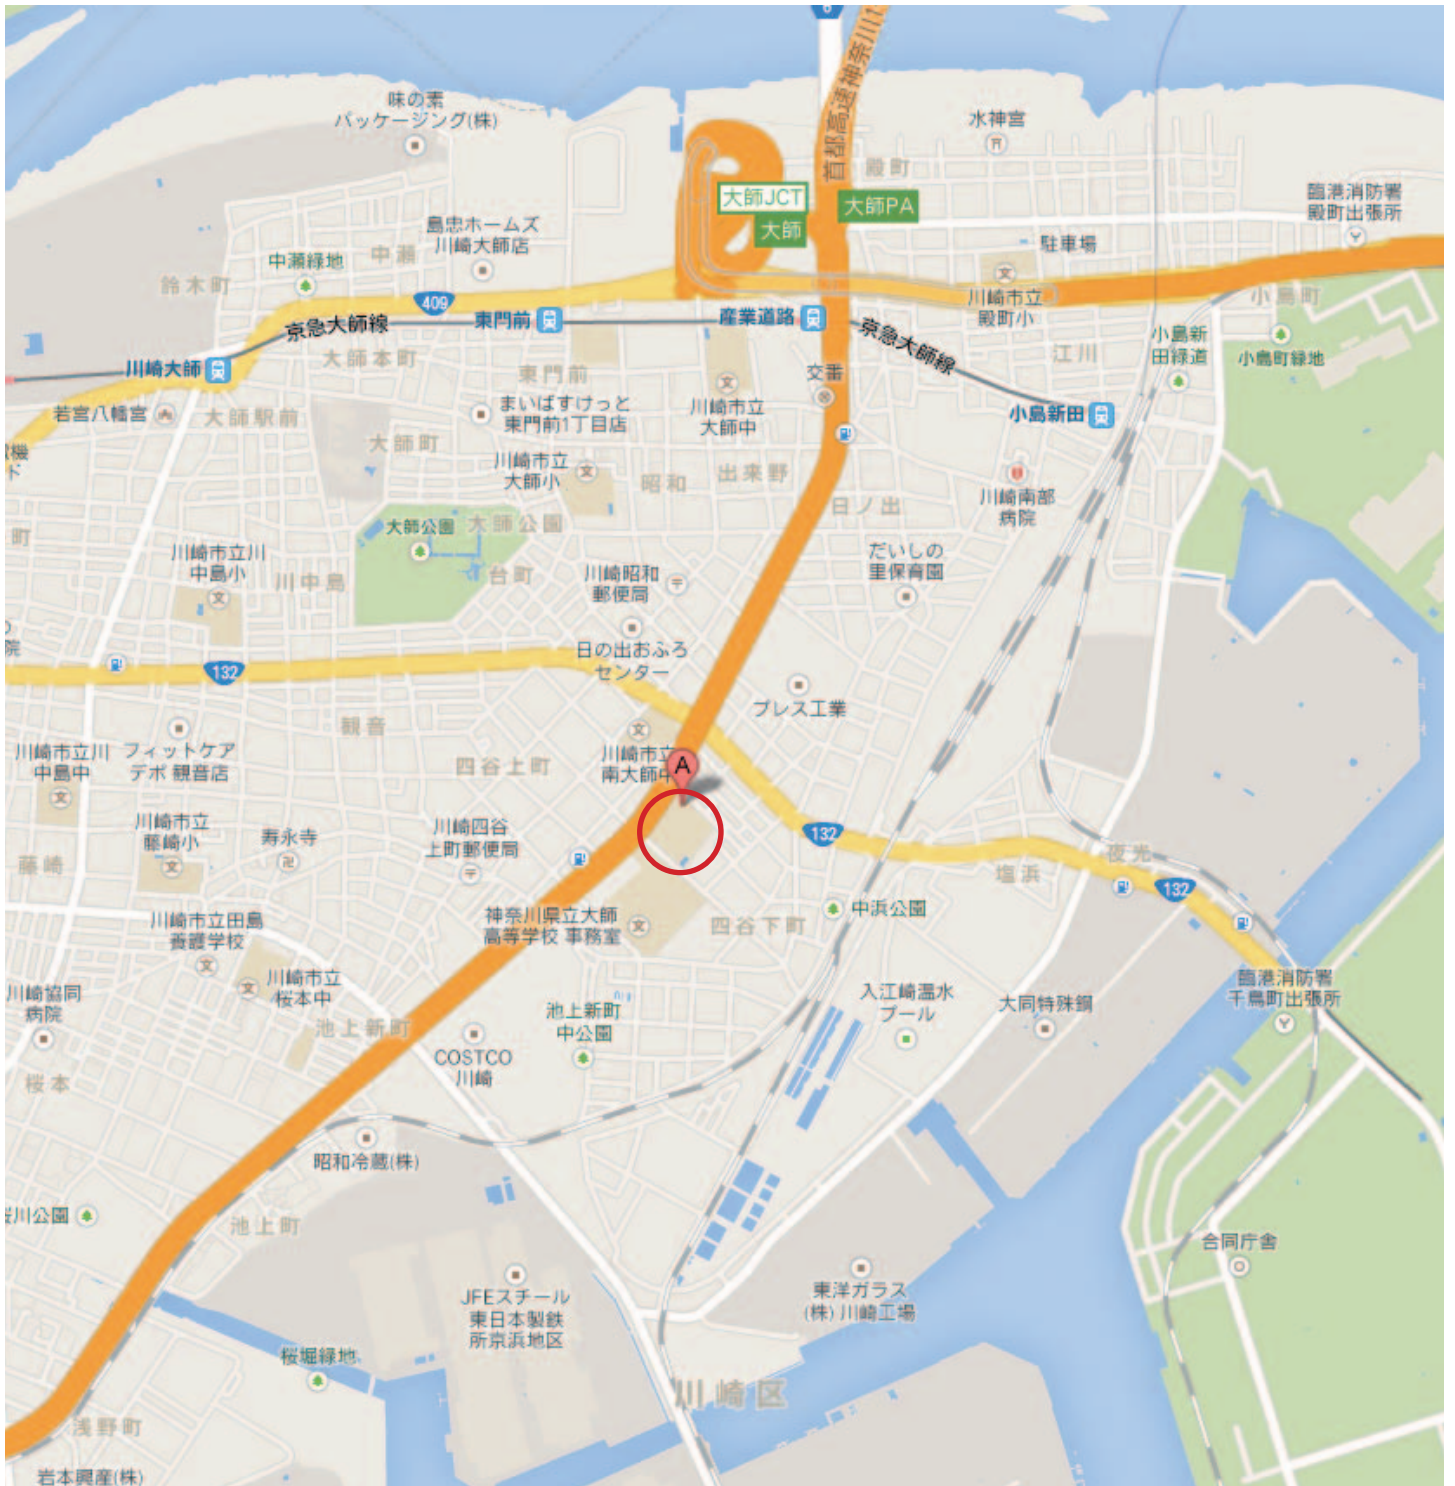 6
首都高速神奈川1
味の素
パッケージング(株)
水神宮
殿町
大師JCT
大師PA
大師
臨港消防署
殿町出張所
島忠ホームズ
川崎大師店
中瀬
駐車場
中瀬緑地
鈴木町
409
川崎市立
殿町小
小島町
京急大師線
東門前
産業道路
京急大師線
小島新
田緑道
小島町緑地
江川
大師本町
川崎大師
東門前
交番
若宮八幡宮
大師駅前
まいばすけっと
東門前1丁目店
川崎市立
大師中
小島新田
大師町
機
ド
川崎市立
大師小
昭和
出来野
日ノ出
川崎南部
病院
町
大師公園
大師公園
川崎市立川
中島小
川中島
台町
川崎昭和
郵便局
だいしの
里保育園
院
日の出おふろ
センター
132
プレス工業
観音
川崎市立川
中島中
フィットケア
デポ 観音店
四谷上町
川崎市立
南大師中
A
川崎市立
藤崎小
寿永寺
川崎四谷
上町郵便局
132
藤崎
塩浜
夜光
132
川崎市立田島
養護学校
神奈川県立大師
高等学校 事務室
四谷下町
中浜公園
川崎市立
桜本中
川崎協同
病院
池上新町
池上新町
中公園
入江崎温水
プール
大同特殊鋼
臨港消防署
千鳥町出張所
COSTCO
川崎
桜本
昭和冷蔵(株)
桜川公園
池上町
合同庁舎
JFEスチール
東日本製鉄
所京浜地区
東洋ガラス
(株) 川崎工場
桜堀緑地
川崎区
浅野町
岩本興産(株)